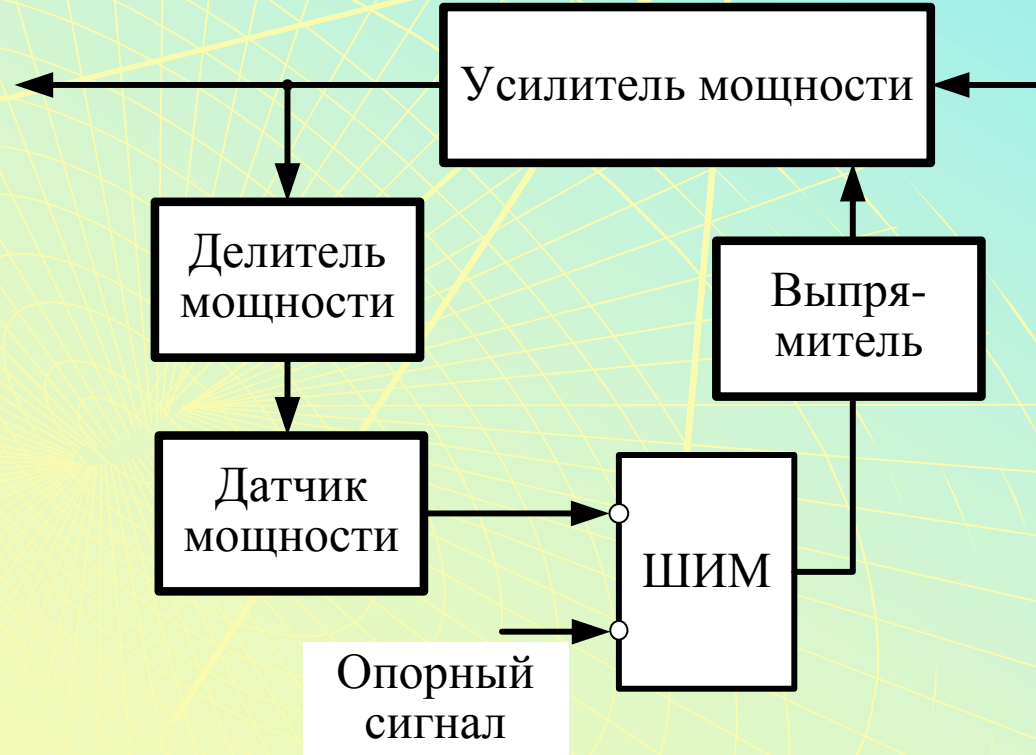 Усилитель мощности
Делитель
мощности
Выпря-
митель
Датчик
мощности
ШИМ
Опорный
сигнал